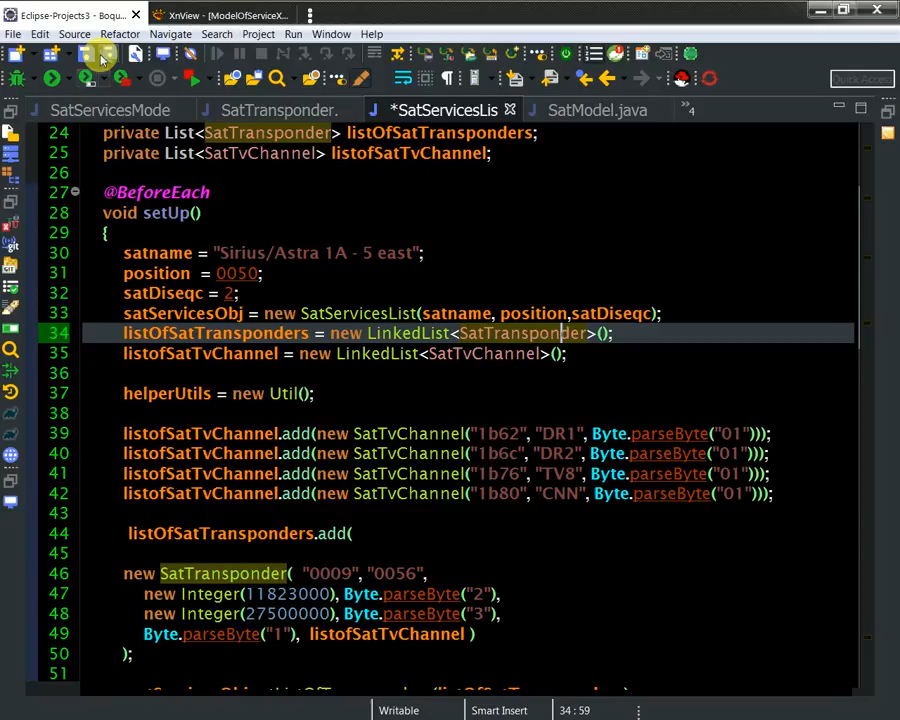 Eclipse-Projects3 - Boqu...
XnView - [ModelOfServiceX...
File Edit Source Refactor Navigate Search Project Run Window Help
Quick Access
SatServicesMode
SatTransponder.
*SatServicesLis
SatModel.java
»4
24 private List<SatTransponder> listOfSatTransponders;
25 private List<SatTvChannel> listofSatTvChannel;
26
27 @BeforeEach
28 void setUp()
29 {
30 satname = "Sirius/Astra 1A - 5 east";
31 position = 0050;
32 satDiseqc = 2;
33 satServicesObj = new SatServicesList(satname, position,satDiseqc);
34 listOfSatTransponders = new LinkedList<SatTransponder>();
35 listofSatTvChannel = new LinkedList<SatTvChannel>();
36
37 helperUtils = new Util();
38
39 listofSatTvChannel.add(new SatTvChannel("1b62", "DR1", Byte.parseByte("01")));
40 listofSatTvChannel.add(new SatTvChannel("1b6c", "DR2", Byte.parseByte("01")));
41 listofSatTvChannel.add(new SatTvChannel("1b76", "TV8", Byte.parseByte("01")));
42 listofSatTvChannel.add(new SatTvChannel("1b80", "CNN", Byte.parseByte("01")));
43
44 listOfSatTransponders.add(
45
46 new SatTransponder( "0009", "0056",
47 new Integer(11823000), Byte.parseByte("2"),
48 new Integer(27500000), Byte.parseByte("3"),
49 Byte.parseByte("1"), listofSatTvChannel )
50 );
51
Writable Smart Insert 34 : 59